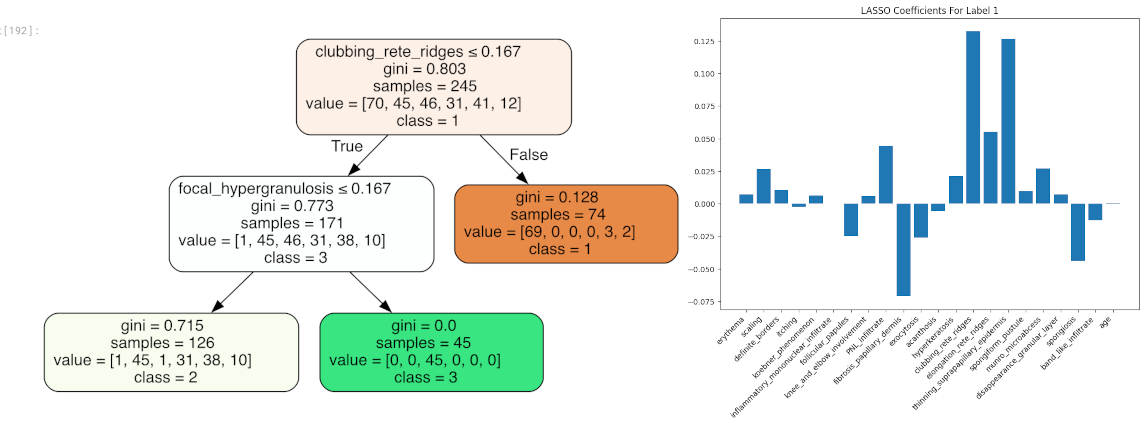 :[192]:
clubbing_rete_ridges ≤ 0.167
gini = 0.803
samples = 245
value = [70, 45, 46, 31, 41, 12]
class = 1
True
False
focal_hypergranulosis ≤ 0.167
gini = 0.773
samples = 171
value = [1, 45, 46, 31, 38, 10]
class = 3
gini = 0.128
samples = 74
value = [69, 0, 0, 0, 3, 2]
class = 1
gini = 0.715
samples = 126
value = [1, 45, 1, 31, 38, 10]
class = 2
gini = 0.0
samples = 45
value = [0, 0, 45, 0, 0, 0]
class = 3
LASSO Coefficients For Label 1
0.125
0.100
0.075
0.050
0.025
0.000
−0.025
−0.050
−0.075
erythema
scaling
definite_borders
itching
koebner_phenomenon
inflammatory_mononuclear_infiltrate
follicular_papules
knee_and_elbow_involvement
PNL_infiltrate
fibrosis_papillary_dermis
exocytosis
acanthosis
hyperkeratosis
clubbing_rete_ridges
elongation_rete_ridges
thinning_suprapapillary_epidermis
spongiform_pustule
munro_microabcess
disappearance_granular_layer
spongiosis
band_like_infiltrate
age